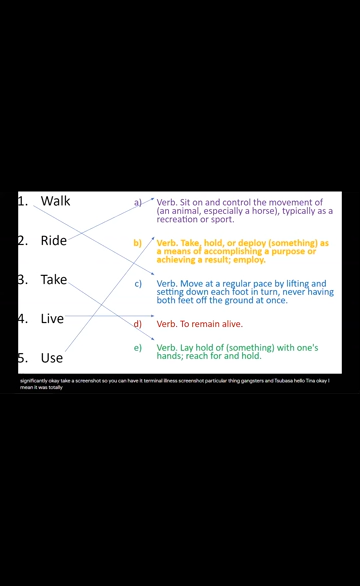 1. Walk
2. Ride
3. Take
4. Live
5. Use
a) Verb. Sit on and control the movement of
(an animal, especially a horse), typically as a
recreation or sport.
b) Verb. Take, hold, or deploy (something) as
a means of accomplishing a purpose or
achieving a result; employ.
c) Verb. Move at a regular pace by lifting and
setting down each foot in turn, never having
both feet off the ground at once.
d) Verb. To remain alive.
e) Verb. Lay hold of (something) with one's
hands; reach for and hold.
significantly okay take a screenshot so you can have it terminal illness screenshot particular thing gangsters and Tsubasa hello Tina okay I
mean it was totally